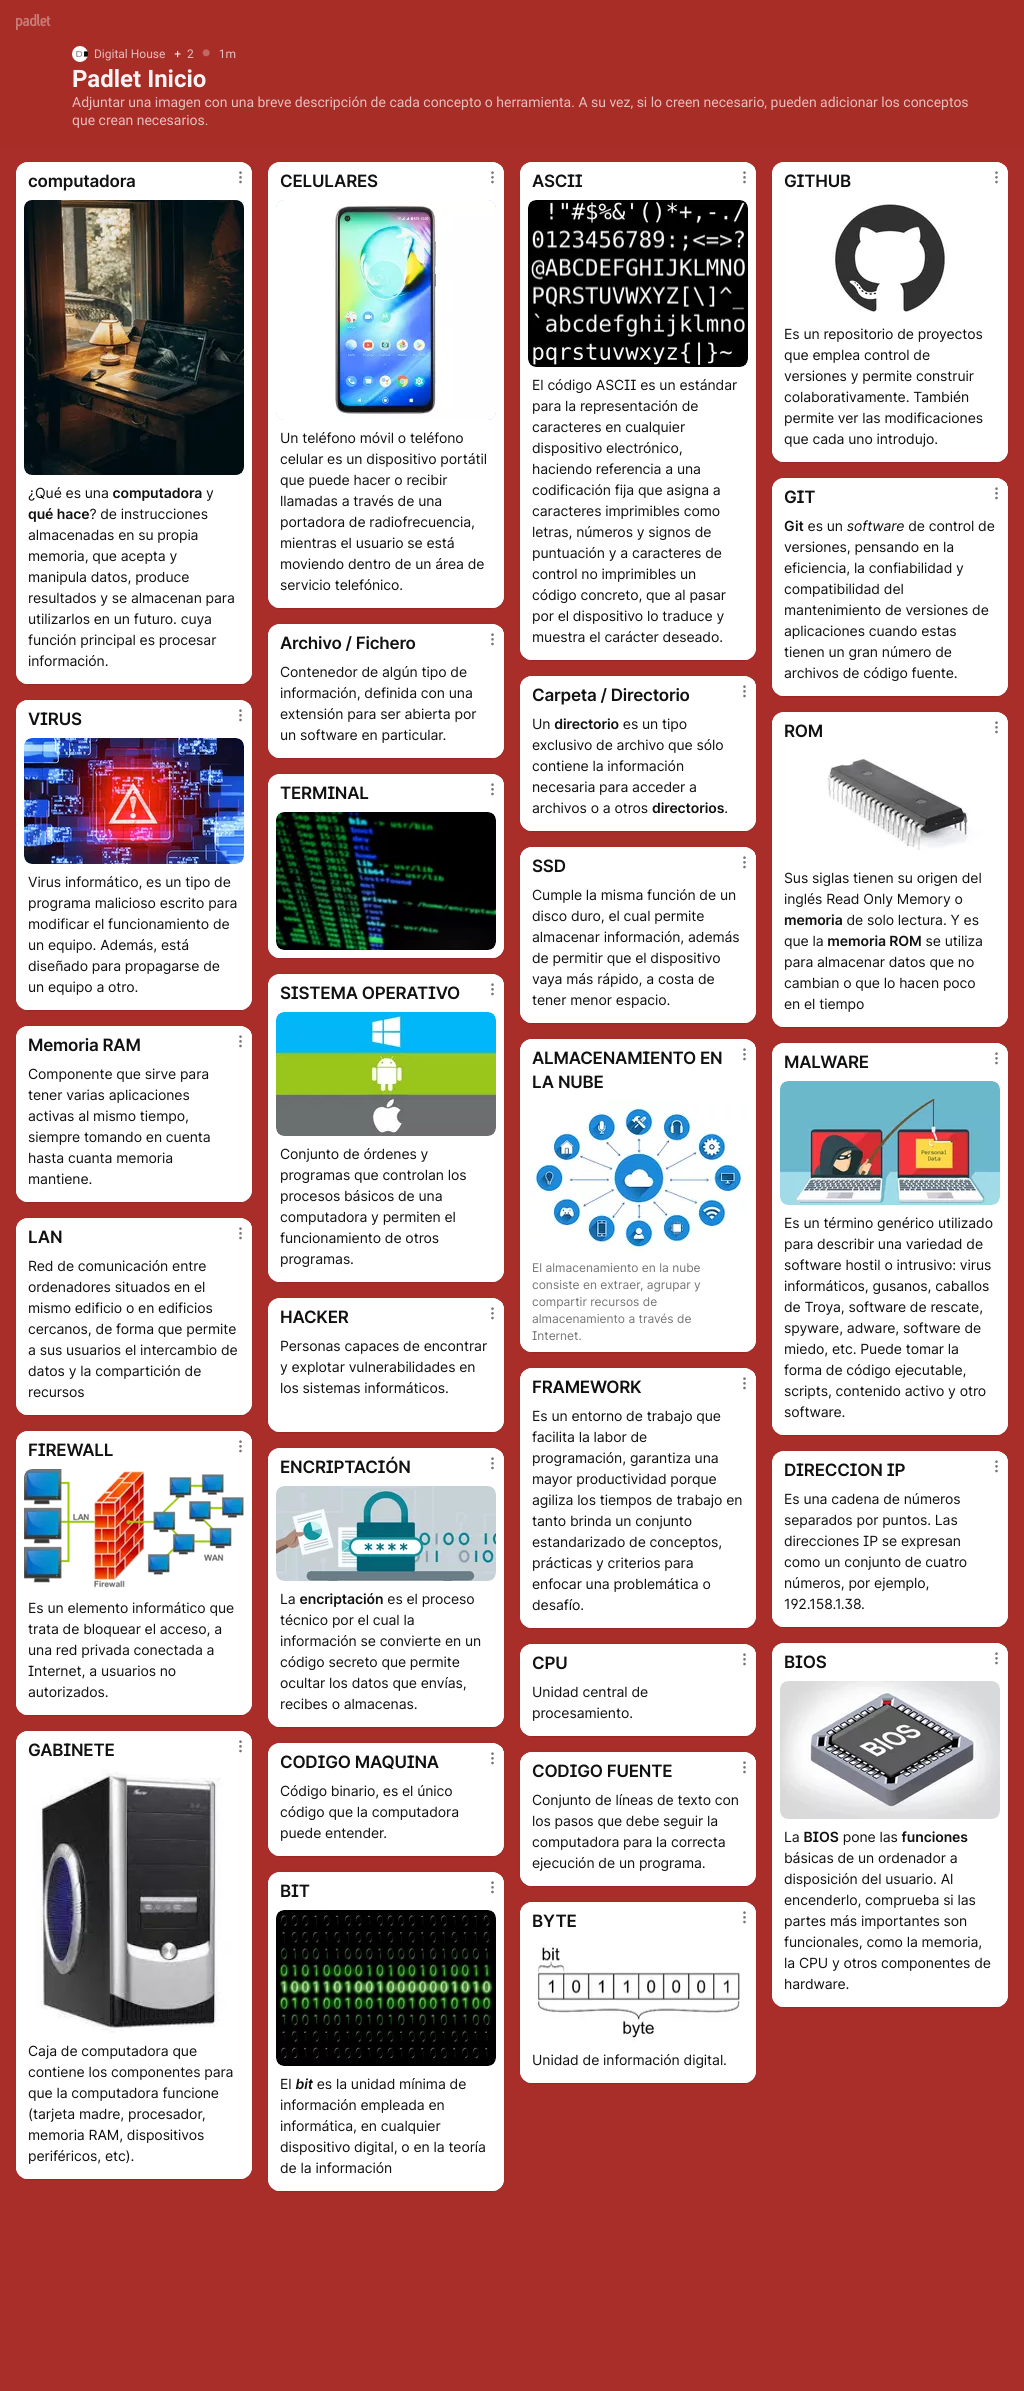 padlet
Digital House + 2 1m
Padlet Inicio
Adjuntar una imagen con una breve descripción de cada concepto o herramienta. A su vez, si lo creen necesario, pueden adicionar los conceptos
que crean necesarios.
computadora
¿Qué es una computadora y
qué hace? de instrucciones
almacenadas en su propia
memoria, que acepta y
manipula datos, produce
resultados y se almacenan para
utilizarlos en un futuro. cuya
función principal es procesar
información.
VIRUS
Virus informático, es un tipo de
programa malicioso escrito para
modificar el funcionamiento de
un equipo. Además, está
diseñado para propagarse de
un equipo a otro.
Memoria RAM
Componente que sirve para
tener varias aplicaciones
activas al mismo tiempo,
siempre tomando en cuenta
hasta cuanta memoria
mantiene.
LAN
Red de comunicación entre
ordenadores situados en el
mismo edificio o en edificios
cercanos, de forma que permite
a sus usuarios el intercambio de
datos y la compartición de
recursos
FIREWALL
LAN
WAN
Firewall
Es un elemento informático que
trata de bloquear el acceso, a
una red privada conectada a
Internet, a usuarios no
autorizados.
GABINETE
Caja de computadora que
contiene los componentes para
que la computadora funcione
(tarjeta madre, procesador,
memoria RAM, dispositivos
periféricos, etc).
CELULARES
Un teléfono móvil o teléfono
celular es un dispositivo portátil
que puede hacer o recibir
llamadas a través de una
portadora de radiofrecuencia,
mientras el usuario se está
moviendo dentro de un área de
servicio telefónico.
Archivo / Fichero
Contenedor de algún tipo de
información, definida con una
extensión para ser abierta por
un software en particular.
TERMINAL
SISTEMA OPERATIVO
Conjunto de órdenes y
programas que controlan los
procesos básicos de una
computadora y permiten el
funcionamiento de otros
programas.
HACKER
Personas capaces de encontrar
y explotar vulnerabilidades en
los sistemas informáticos.
ENCRIPTACIÓN
****
La encriptación es el proceso
técnico por el cual la
información se convierte en un
código secreto que permite
ocultar los datos que envías,
recibes o almacenas.
CODIGO MAQUINA
Código binario, es el único
código que la computadora
puede entender.
BIT
El bit es la unidad mínima de
información empleada en
informática, en cualquier
dispositivo digital, o en la teoría
de la información
ASCII
!"#$%&'()*+,-./
0123456789:;<=>?
@ABCDEFGHIJKLMNO
PQRSTUVWXYZ[\]^_
`abcdefghijklmno
pqrstuvwxyz{|}~
El código ASCII es un estándar
para la representación de
caracteres en cualquier
dispositivo electrónico,
haciendo referencia a una
codificación fija que asigna a
caracteres imprimibles como
letras, números y signos de
puntuación y a caracteres de
control no imprimibles un
código concreto, que al pasar
por el dispositivo lo traduce y
muestra el carácter deseado.
Carpeta / Directorio
Un directorio es un tipo
exclusivo de archivo que sólo
contiene la información
necesaria para acceder a
archivos o a otros directorios.
SSD
Cumple la misma función de un
disco duro, el cual permite
almacenar información, además
de permitir que el dispositivo
vaya más rápido, a costa de
tener menor espacio.
ALMACENAMIENTO EN
LA NUBE
El almacenamiento en la nube
consiste en extraer, agrupar y
compartir recursos de
almacenamiento a través de
Internet.
FRAMEWORK
Es un entorno de trabajo que
facilita la labor de
programación, garantiza una
mayor productividad porque
agiliza los tiempos de trabajo en
tanto brinda un conjunto
estandarizado de conceptos,
prácticas y criterios para
enfocar una problemática o
desafío.
CPU
Unidad central de
procesamiento.
CODIGO FUENTE
Conjunto de líneas de texto con
los pasos que debe seguir la
computadora para la correcta
ejecución de un programa.
BYTE
bit
1 0 1 1 0 0 0 1
byte
Unidad de información digital.
GITHUB
Es un repositorio de proyectos
que emplea control de
versiones y permite construir
colaborativamente. También
permite ver las modificaciones
que cada uno introdujo.
GIT
Git es un software de control de
versiones, pensando en la
eficiencia, la confiabilidad y
compatibilidad del
mantenimiento de versiones de
aplicaciones cuando estas
tienen un gran número de
archivos de código fuente.
ROM
Sus siglas tienen su origen del
inglés Read Only Memory o
memoria de solo lectura. Y es
que la memoria ROM se utiliza
para almacenar datos que no
cambian o que lo hacen poco
en el tiempo
MALWARE
Personal
Data
Es un término genérico utilizado
para describir una variedad de
software hostil o intrusivo: virus
informáticos, gusanos, caballos
de Troya, software de rescate,
spyware, adware, software de
miedo, etc. Puede tomar la
forma de código ejecutable,
scripts, contenido activo y otro
software.
DIRECCION IP
Es una cadena de números
separados por puntos. Las
direcciones IP se expresan
como un conjunto de cuatro
números, por ejemplo,
192.158.1.38.
BIOS
BIOS
La BIOS pone las funciones
básicas de un ordenador a
disposición del usuario. Al
encenderlo, comprueba si las
partes más importantes son
funcionales, como la memoria,
la CPU y otros componentes de
hardware.